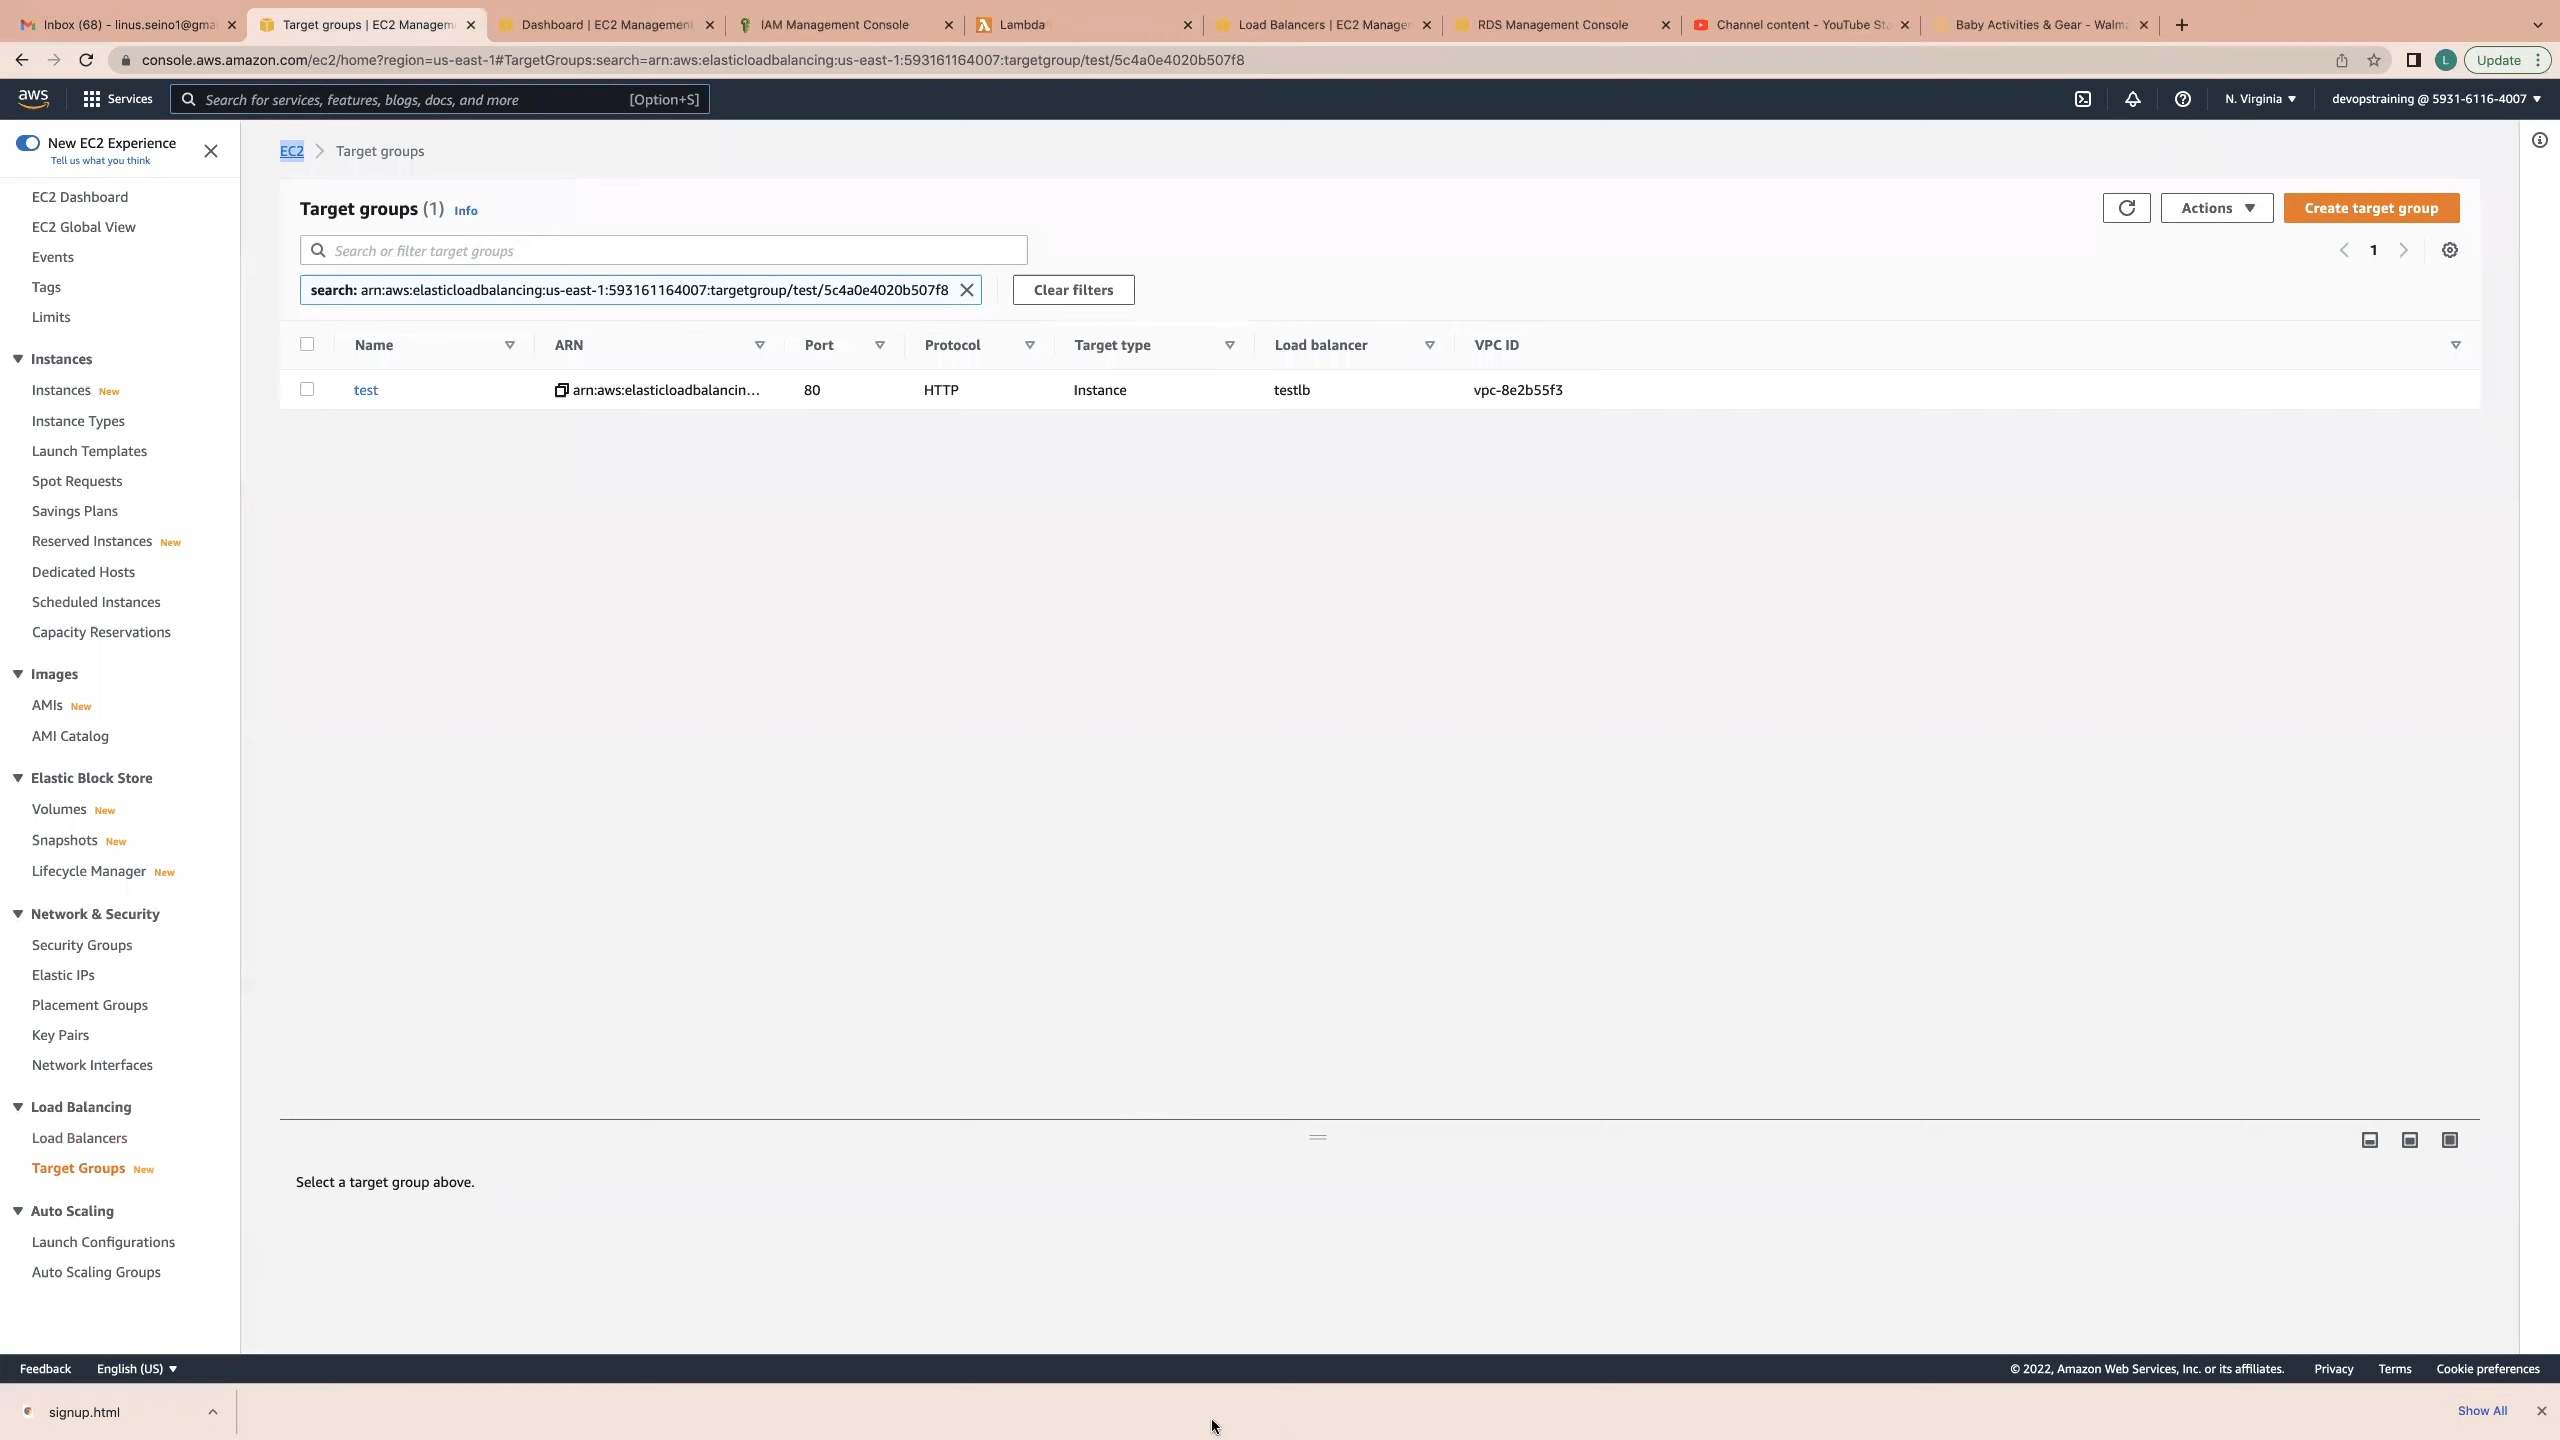 Inbox (68) - linus.seino1@gma
Target groups | EC2 Managem
Dashboard | EC2 Management
IAM Management Console
Lambda
Load Balancers | EC2 Manager
RDS Management Console
Channel content - YouTube St
Baby Activities & Gear - Walm
console.aws.amazon.com/ec2/home?region=us-east-1#TargetGroups:search=arn:aws:elasticloadbalancing:us-east-1:593161164007:targetgroup/test/5c4a0e4020b507f8
L
Update
aws
Services
Search for services, features, blogs, docs, and more
[Option+S]
N. Virginia
devopstraining @ 5931-6116-4007
New EC2 Experience
Tell us what you think
EC2 Dashboard
EC2 Global View
Events
Tags
Limits
Instances
Instances New
Instance Types
Launch Templates
Spot Requests
Savings Plans
Reserved Instances New
Dedicated Hosts
Scheduled Instances
Capacity Reservations
Images
AMIs New
AMI Catalog
Elastic Block Store
Volumes New
Snapshots New
Lifecycle Manager New
Network & Security
Security Groups
Elastic IPs
Placement Groups
Key Pairs
Network Interfaces
Load Balancing
Load Balancers
Target Groups New
Auto Scaling
Launch Configurations
Auto Scaling Groups
EC2 > Target groups
Target groups (1) Info
Actions
Create target group
Search or filter target groups
1
search: arn:aws:elasticloadbalancing:us-east-1:593161164007:targetgroup/test/5c4a0e4020b507f8
Clear filters
Name ARN Port Protocol Target type Load balancer VPC ID
test arn:aws:elasticloadbalancin... 80 HTTP Instance testlb vpc-8e2b55f3
Select a target group above.
Feedback
English (US)
© 2022, Amazon Web Services, Inc. or its affiliates.
Privacy
Terms
Cookie preferences
signup.html
Show All